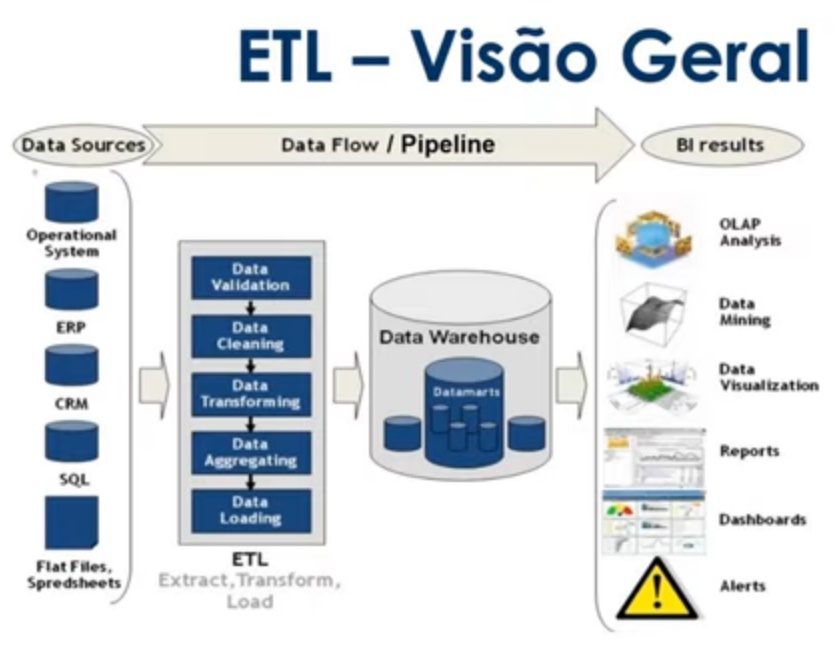 ETL – Visão Geral
Data Sources
Data Flow / Pipeline
BI results
Operational
System
ERP
CRM
SQL
Flat Files,
Spredsheets
Data
Validation
Data
Cleaning
Data
Transforming
Data
Aggregating
Data
Loading
ETL
Extract, Transform,
Load
Data Warehouse
Datamarts
OLAP
Analysis
Data
Mining
Data
Visualization
Reports
Dashboards
Alerts